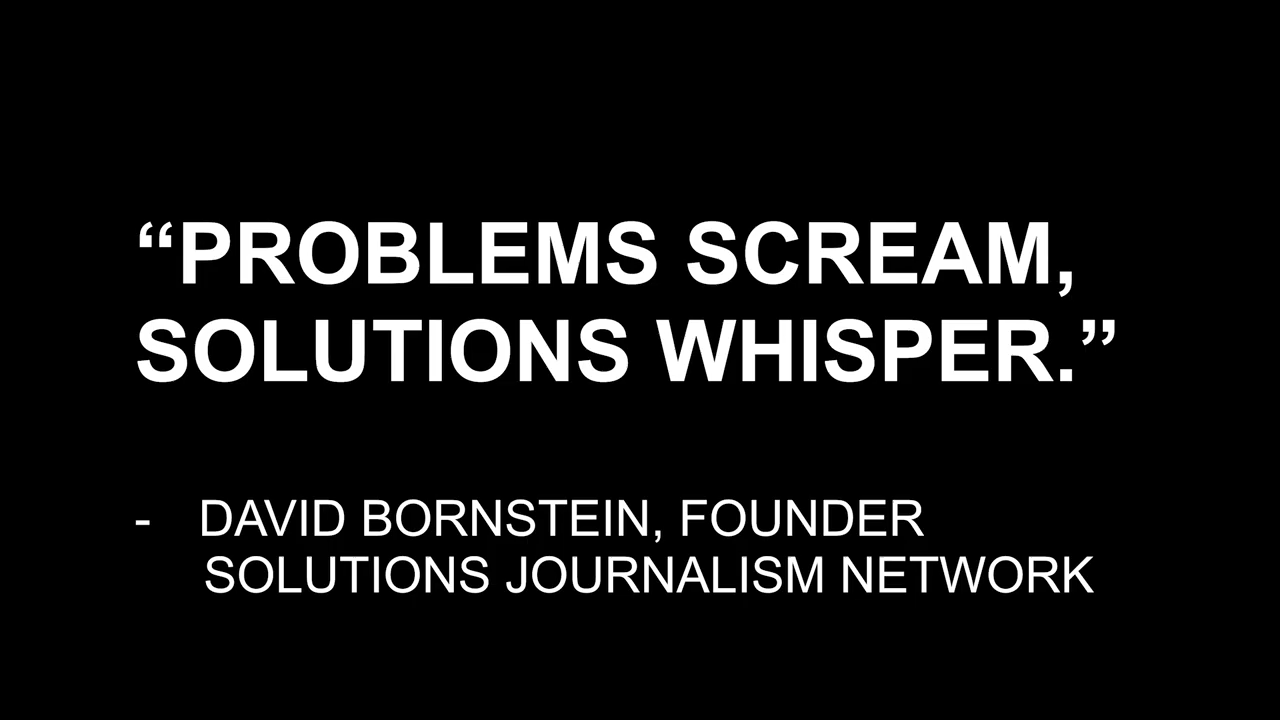 “PROBLEMS SCREAM,
SOLUTIONS WHISPER.”
- DAVID BORNSTEIN, FOUNDER
SOLUTIONS JOURNALISM NETWORK